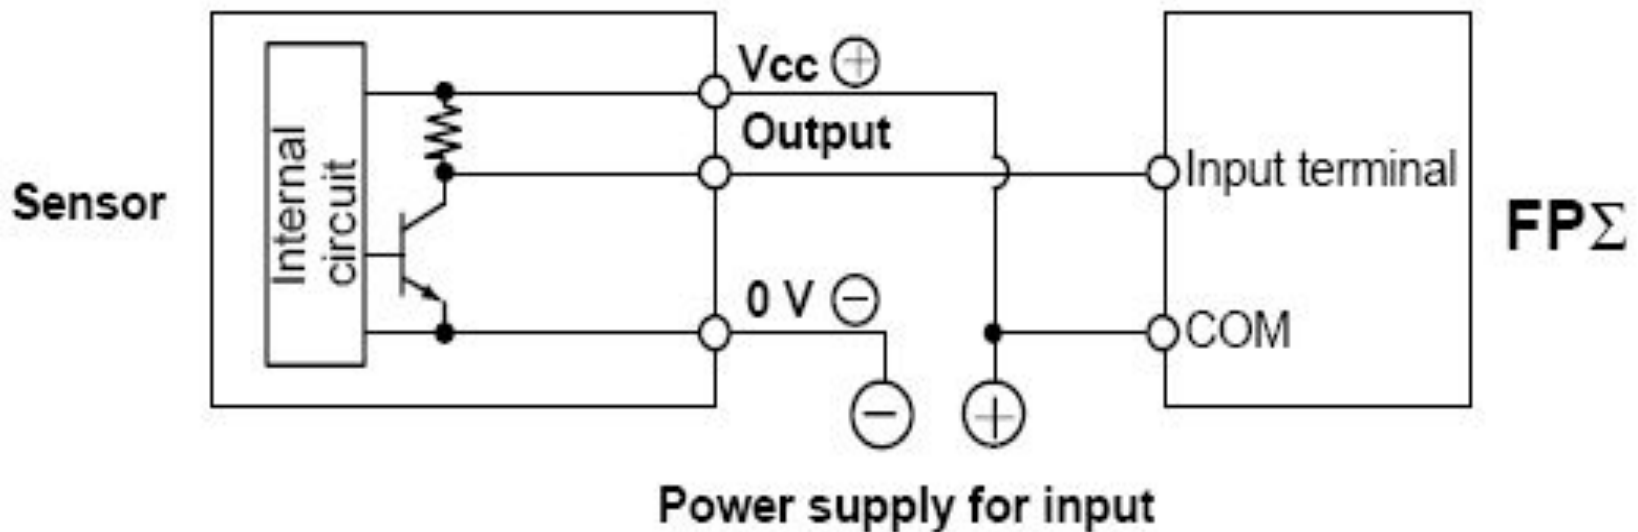 Vcc ⊕
Output
Internal
circuit
Input terminal
Sensor
FPΣ
0 V ⊖
COM
− +
Power supply for input